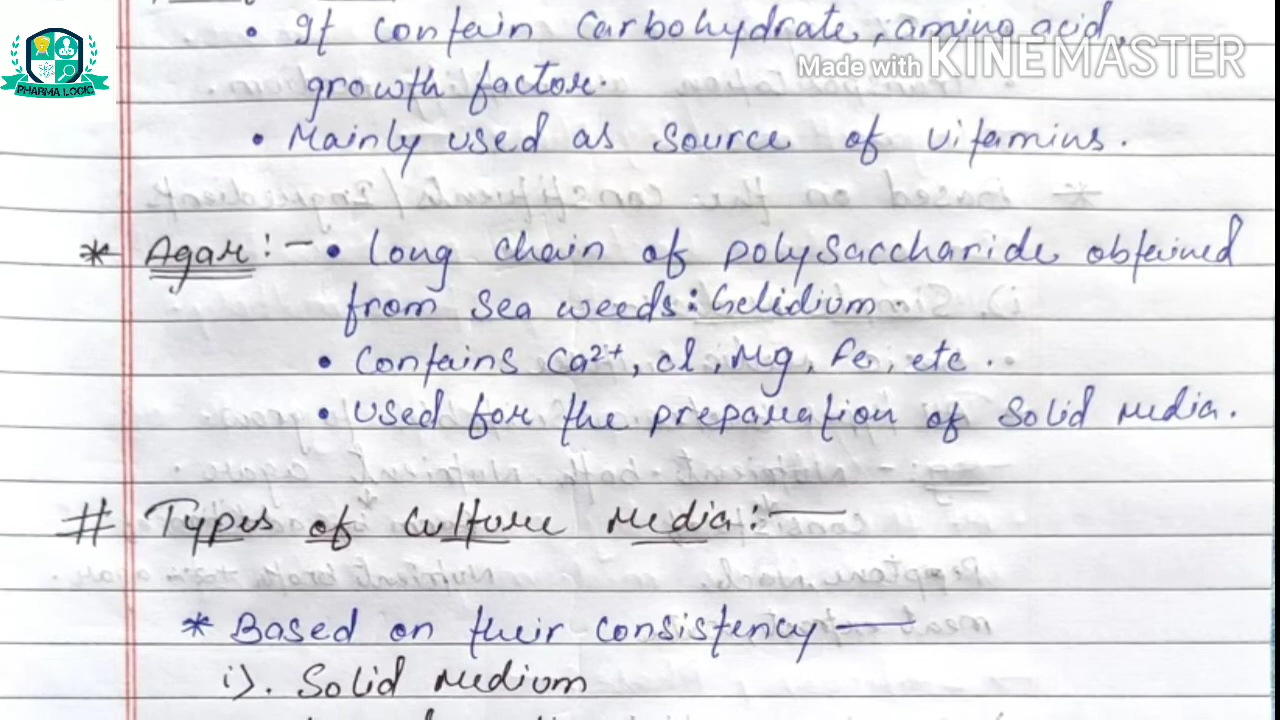 • It contain Carbohydrate, amino acid,
growth factor.
• Mainly used as source of vitamins.
* Agar :- • Long chain of polysaccharide obtained
from sea weeds: Gelidium.
• Contains Ca2+, cl, Mg, Fe, etc..
• Used for the preparation of solid media.
# Types of culture media:-
* Based on their consistency —
i). Solid medium
PHARMA LOGIC
Made with KINEMASTER